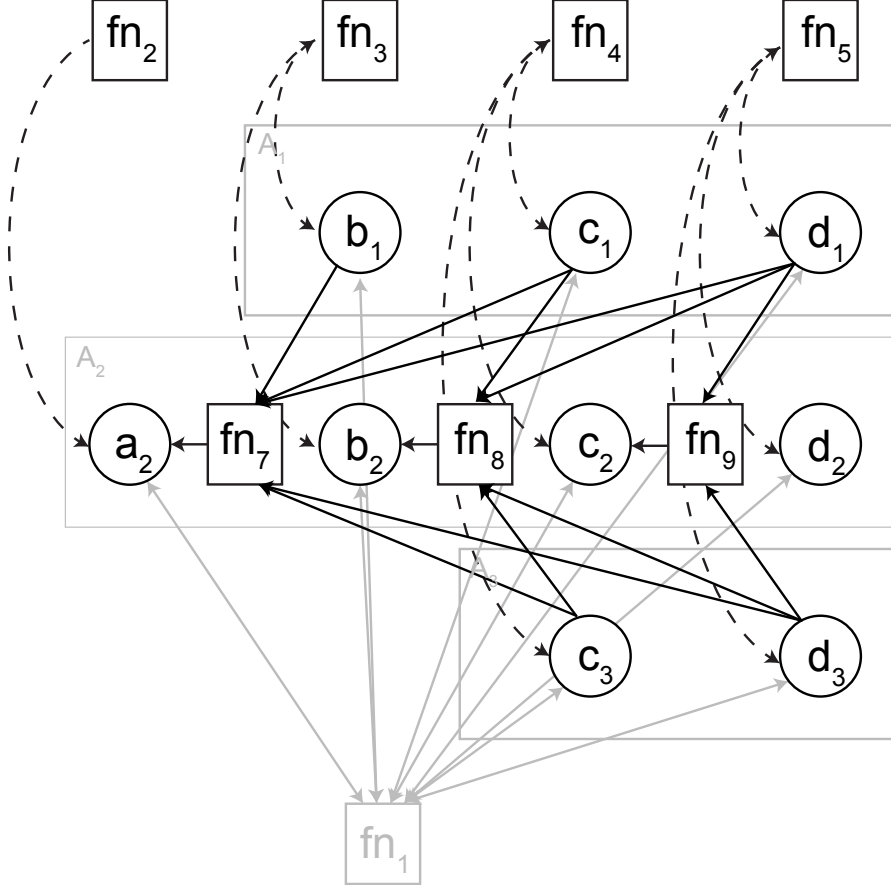 fn₂ fn₃ fn₄ fn₅
A₁
b₁ c₁ d₁
A₂
a₂ fn₇ b₂ fn₈ c₂ fn₉ d₂
A₃
c₃ d₃
fn₁